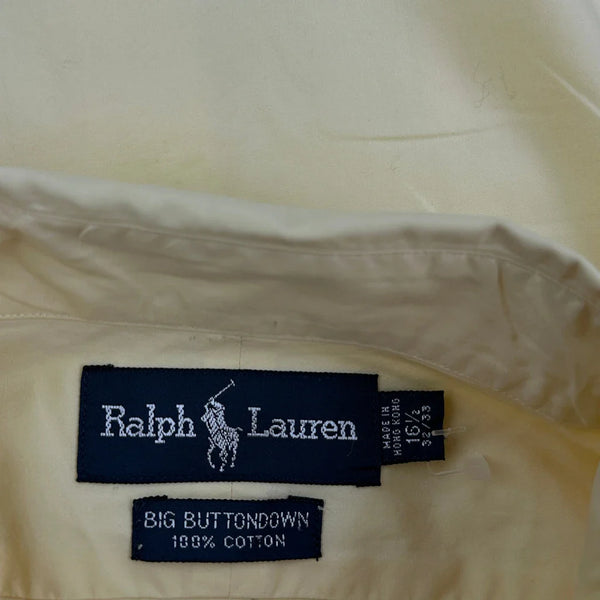 Ralph Lauren
MADE IN
HONG KONG
16½
32/33
BIG BUTTONDOWN
100% COTTON